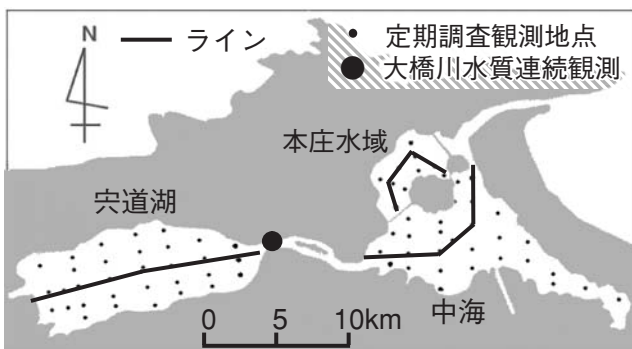 N
ライン
定期調査観測地点
大橋川水質連続観測
本庄水域
宍道湖
中海
0 5 10km